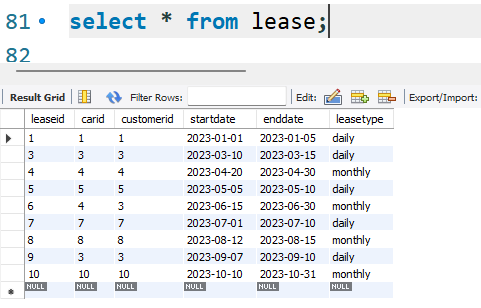 81 select * from lease;
82
Result Grid Filter Rows: Edit: Export/Import:
leaseid carid customerid startdate enddate leasetype
1 1 1 2023-01-01 2023-01-05 daily
3 3 3 2023-03-10 2023-03-15 daily
4 4 4 2023-04-20 2023-04-30 monthly
5 5 5 2023-05-05 2023-05-10 daily
6 4 3 2023-06-15 2023-06-30 monthly
7 7 7 2023-07-01 2023-07-10 daily
8 8 8 2023-08-12 2023-08-15 monthly
9 3 3 2023-09-07 2023-09-10 daily
10 10 10 2023-10-10 2023-10-31 monthly
NULL NULL NULL NULL NULL NULL